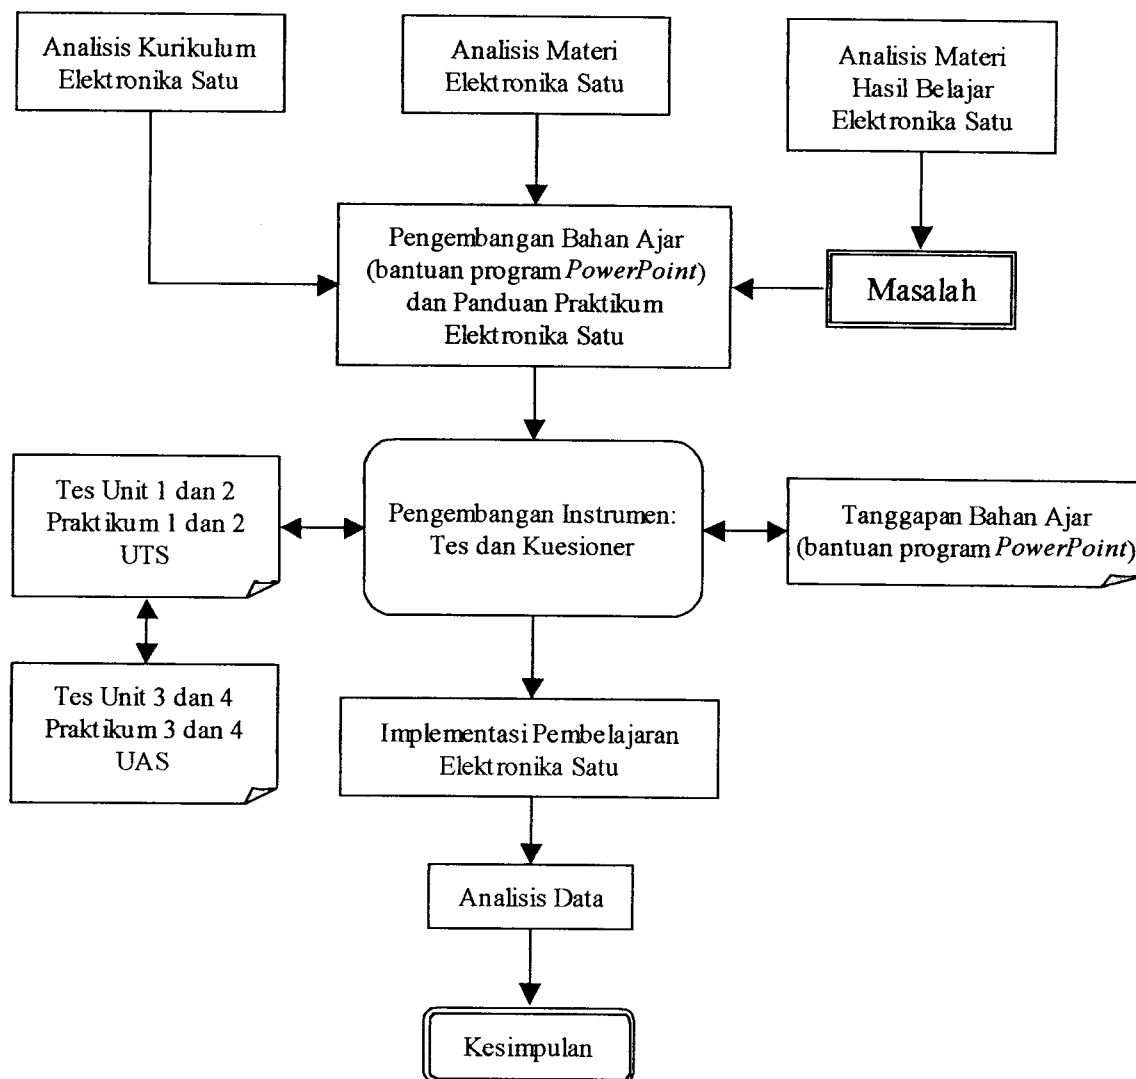 Analisis Kurikulum
Elektronika Satu
Analisis Materi
Elektronika Satu
Analisis Materi
Hasil Belajar
Elektronika Satu
Pengembangan Bahan Ajar
(bantuan program PowerPoint)
dan Panduan Praktikum
Elektronika Satu
Masalah
Tes Unit 1 dan 2
Praktikum 1 dan 2
UTS
Pengembangan Instrumen:
Tes dan Kuesioner
Tanggapan Bahan Ajar
(bantuan program PowerPoint)
Tes Unit 3 dan 4
Praktikum 3 dan 4
UAS
Implementasi Pembelajaran
Elektronika Satu
Analisis Data
Kesimpulan